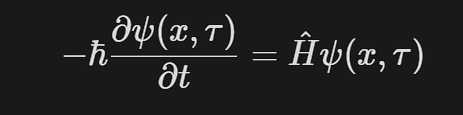 −ℏ ∂ψ(x, τ)/∂t = Ĥψ(x, τ)